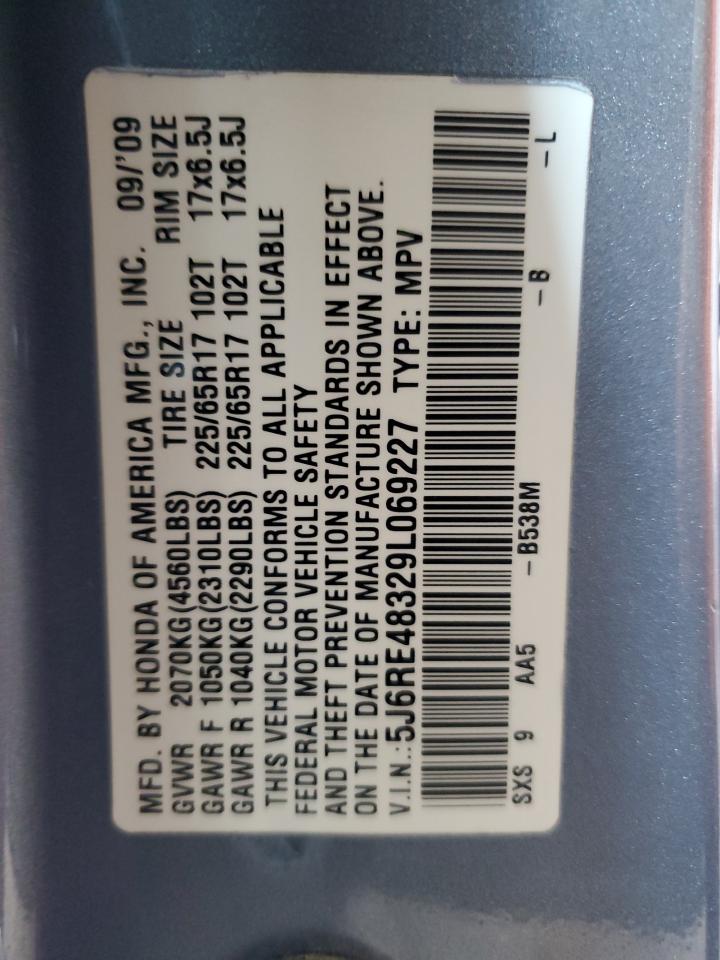 MFD. BY HONDA OF AMERICA MFG., INC. 09/'09
GVWR 2070KG(4560LBS) TIRE SIZE RIM SIZE
GAWR F 1050KG(2310LBS) 225/65R17 102T 17x6.5J
GAWR R 1040KG(2290LBS) 225/65R17 102T 17x6.5J
THIS VEHICLE CONFORMS TO ALL APPLICABLE
FEDERAL MOTOR VEHICLE SAFETY
AND THEFT PREVENTION STANDARDS IN EFFECT
ON THE DATE OF MANUFACTURE SHOWN ABOVE.
V.I.N.: 5J6RE48329L069227 TYPE: MPV
SXS 9 AA5 -B538M -B -L